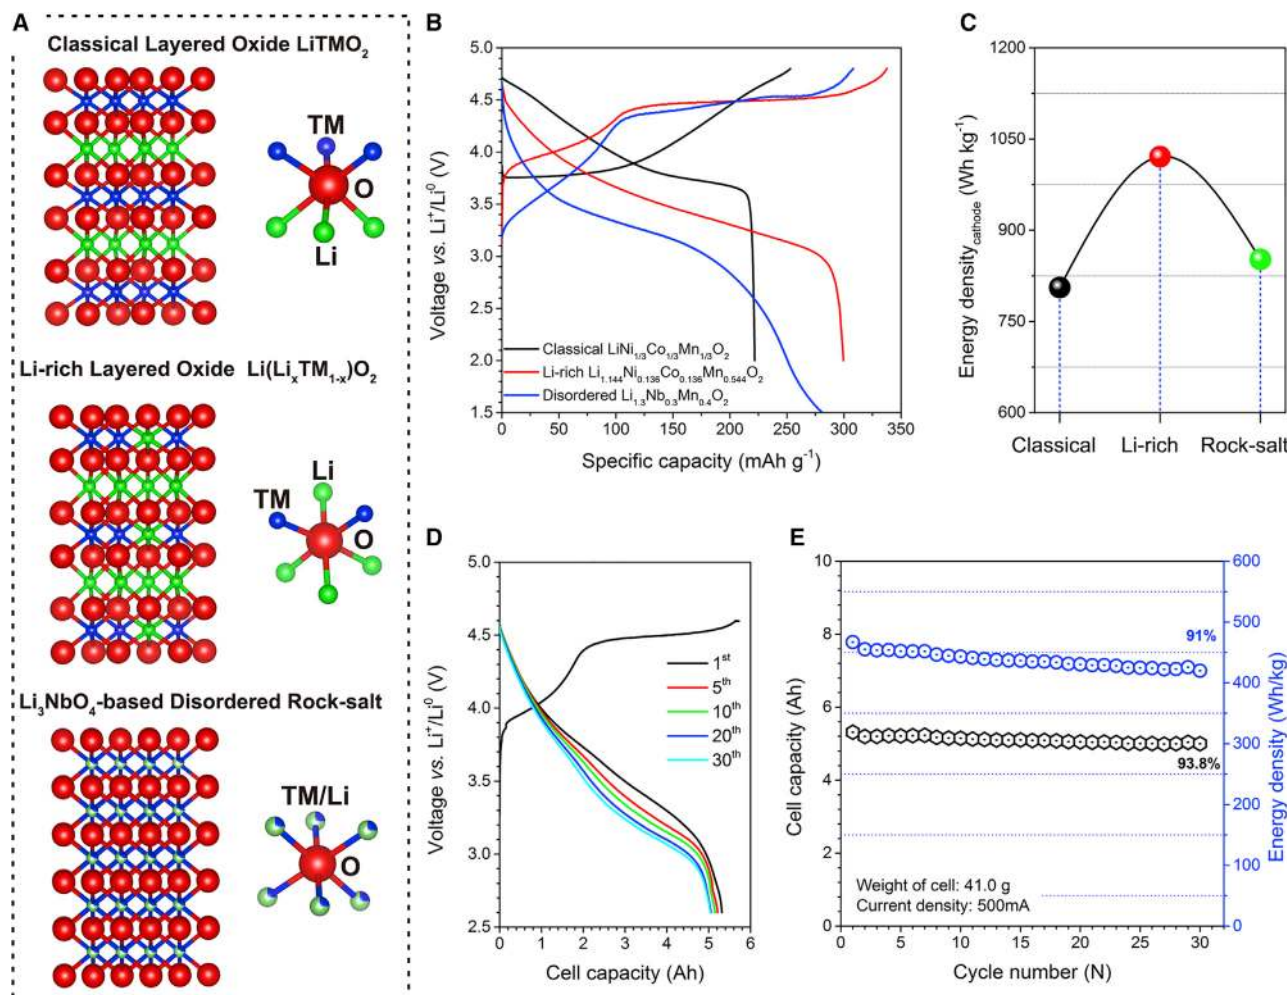 A
Classical Layered Oxide LiTMO₂
TM
O
Li
Li-rich Layered Oxide Li(LiₓTM₁₋ₓ)O₂
Li
TM
O
Li₃NbO₄-based Disordered Rock-salt
TM/Li
O
B
5.0
4.5
4.0
3.5
3.0
2.5
2.0
1.5
Voltage vs. Li⁺/Li⁰ (V)
Classical LiNi₁/₃Co₁/₃Mn₁/₃O₂
Li-rich Li₁.₁₄₄Ni₀.₁₃₆Co₀.₁₃₆Mn₀.₅₄₄O₂
Disordered Li₁.₃Nb₀.₃Mn₀.₄O₂
0 50 100 150 200 250 300 350
Specific capacity (mAh g⁻¹)
C
1200
1050
900
750
600
Energy density_cathode (Wh kg⁻¹)
Classical Li-rich Rock-salt
D
5.0
4.5
4.0
3.5
3.0
2.5
Voltage vs. Li⁺/Li⁰ (V)
1ˢᵗ
5ᵗʰ
10ᵗʰ
20ᵗʰ
30ᵗʰ
0 1 2 3 4 5 6
Cell capacity (Ah)
E
10
8
6
4
2
0
Cell capacity (Ah)
91%
93.8%
Weight of cell: 41.0 g
Current density: 500mA
600
500
400
300
200
100
0
Energy density (Wh/kg)
0 5 10 15 20 25 30
Cycle number (N)